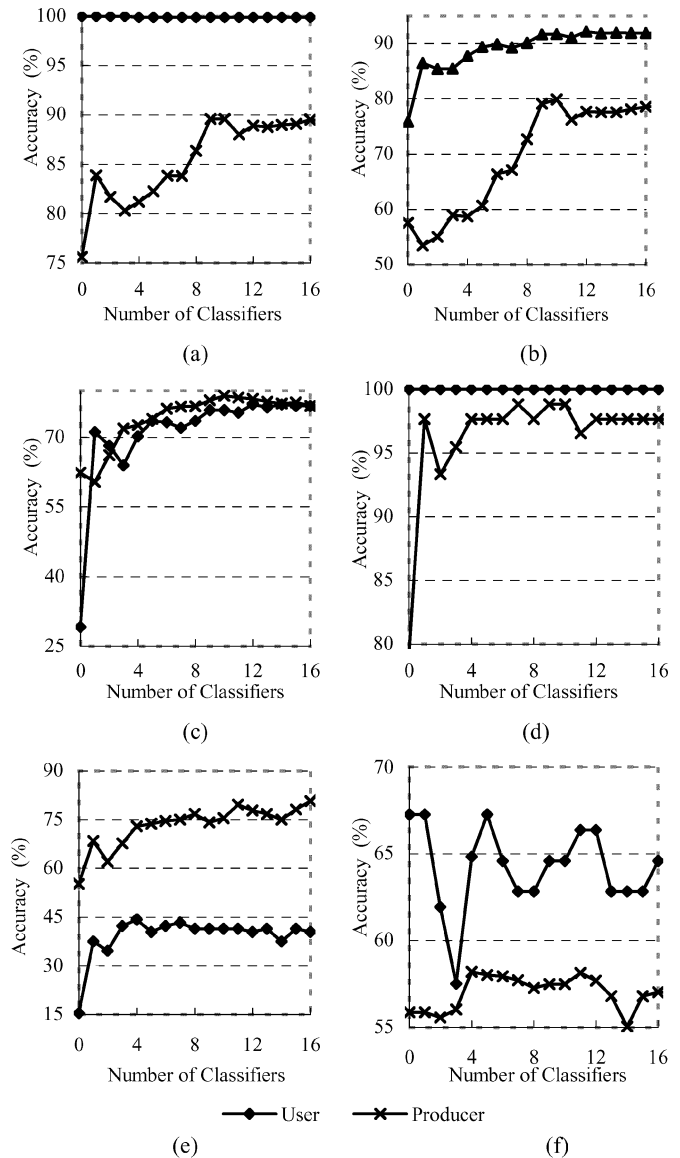 100
95
90
85
80
75
Accuracy (%)
0 4 8 12 16
Number of Classifiers
(a)
90
80
70
60
50
Accuracy (%)
0 4 8 12 16
Number of Classifiers
(b)
70
55
40
25
Accuracy (%)
0 4 8 12 16
Number of Classifiers
(c)
100
95
90
85
80
Accuracy (%)
0 4 8 12 16
Number of Classifiers
(d)
90
75
60
45
30
15
Accuracy (%)
0 4 8 12 16
Number of Classifiers
70
65
60
55
Accuracy (%)
0 4 8 12 16
Number of Classifiers
User Producer
(e) (f)